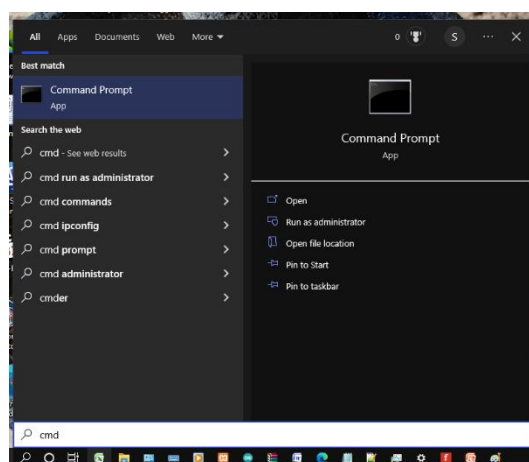 All Apps Documents Web More 0 S ... ×
Best match
Command Prompt
App
Search the web
cmd - See web results
cmd run as administrator
cmd commands
cmd ipconfig
cmd prompt
cmd administrator
cmder
Command Prompt
App
Open
Run as administrator
Open file location
Pin to Start
Pin to taskbar
cmd